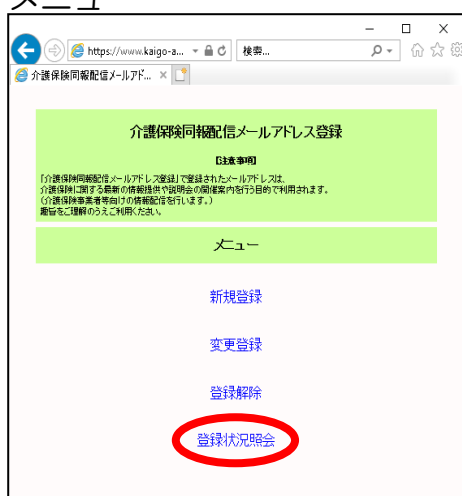 メニュー
https://www.kaigo-a...
検索...
介護保険同報配信メールアド...
介護保険同報配信メールアドレス登録
【注意事項】
「介護保険同報配信メールアドレス登録」で登録されたメールアドレスは、
介護保険に関する最新の情報提供や説明会の開催案内を行う目的で利用されます。
（介護保険事業者等向けの情報配信を行います。）
趣旨をご理解のうえご利用ください。
メニュー
新規登録
変更登録
登録解除
登録状況照会